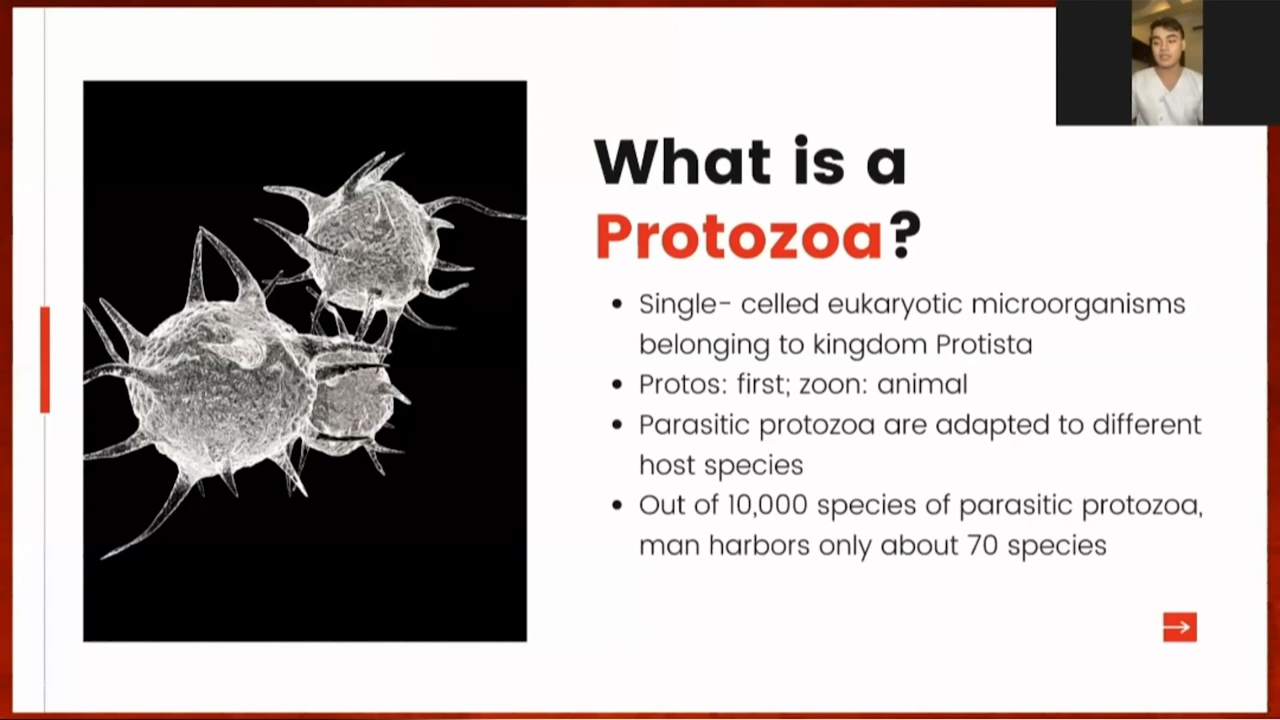 What is a
Protozoa?
• Single- celled eukaryotic microorganisms
belonging to kingdom Protista
• Protos: first; zoon: animal
• Parasitic protozoa are adapted to different
host species
• Out of 10,000 species of parasitic protozoa,
man harbors only about 70 species